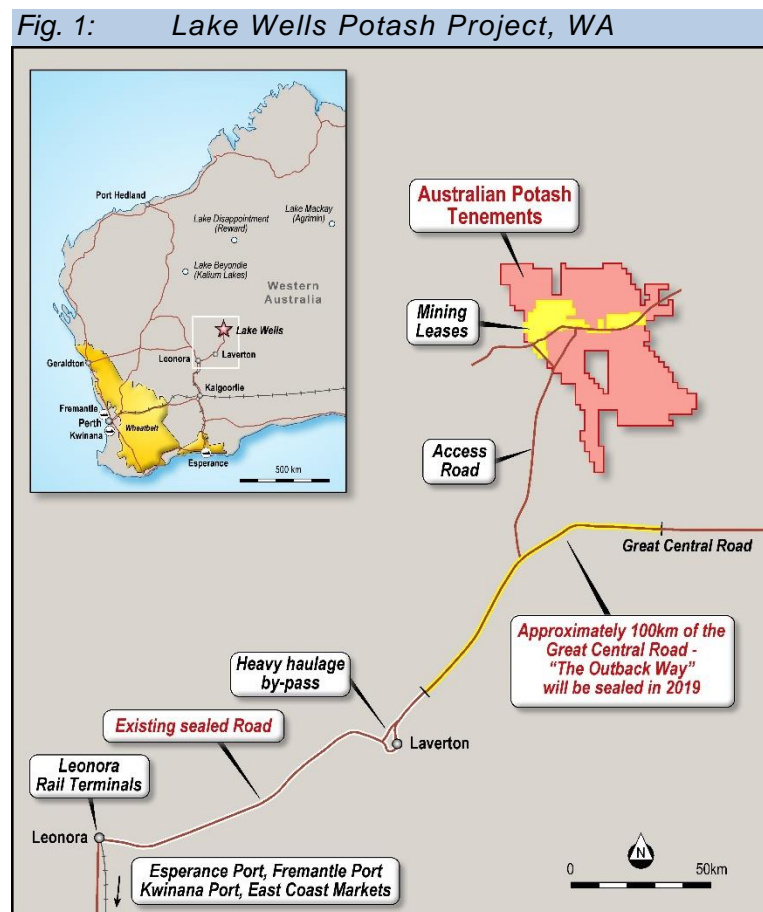 Fig. 1: Lake Wells Potash Project, WA
Port Hedland
Lake Mackay
(Agrimin)
Lake Disappointment
(Reward)
Lake Beyondie
(Kalium Lakes)
Western
Australia
Lake Wells
Leonora
Laverton
Geraldton
Kalgoorlie
Fremantle
Perth
Kwinana
Wheatbelt
Esperance
500 km
Australian Potash
Tenements
Mining
Leases
Access
Road
Great Central Road
Approximately 100km of the
Great Central Road -
“The Outback Way”
will be sealed in 2019
Heavy haulage
by-pass
Existing sealed Road
Laverton
Leonora
Rail Terminals
Leonora
Esperance Port, Fremantle Port
Kwinana Port, East Coast Markets
N
0 50km